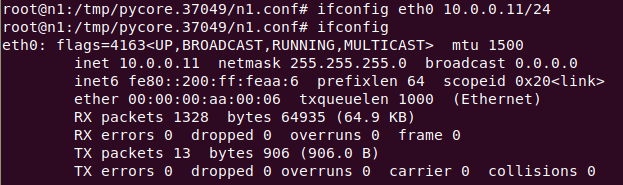 root@n1:/tmp/pycore.37049/n1.conf# ifconfig eth0 10.0.0.11/24
root@n1:/tmp/pycore.37049/n1.conf# ifconfig
eth0: flags=4163<UP,BROADCAST,RUNNING,MULTICAST>  mtu 1500
        inet 10.0.0.11  netmask 255.255.255.0  broadcast 0.0.0.0
        inet6 fe80::200:ff:feaa:6  prefixlen 64  scopeid 0x20<link>
        ether 00:00:00:aa:00:06  txqueuelen 1000  (Ethernet)
        RX packets 1328  bytes 64935 (64.9 KB)
        RX errors 0  dropped 0  overruns 0  frame 0
        TX packets 13  bytes 906 (906.0 B)
        TX errors 0  dropped 0 overruns 0  carrier 0  collisions 0